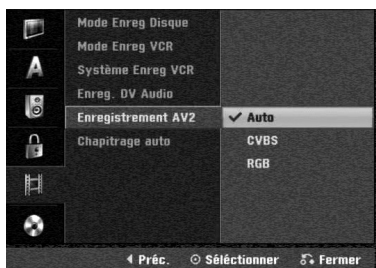 Mode Enreg Disque
Mode Enreg VCR
Système Enreg VCR
Enreg. DV Audio
Enregistrement AV2
Chapitrage auto
Auto
CVBS
RGB
Préc.
Séléctionner
Fermer